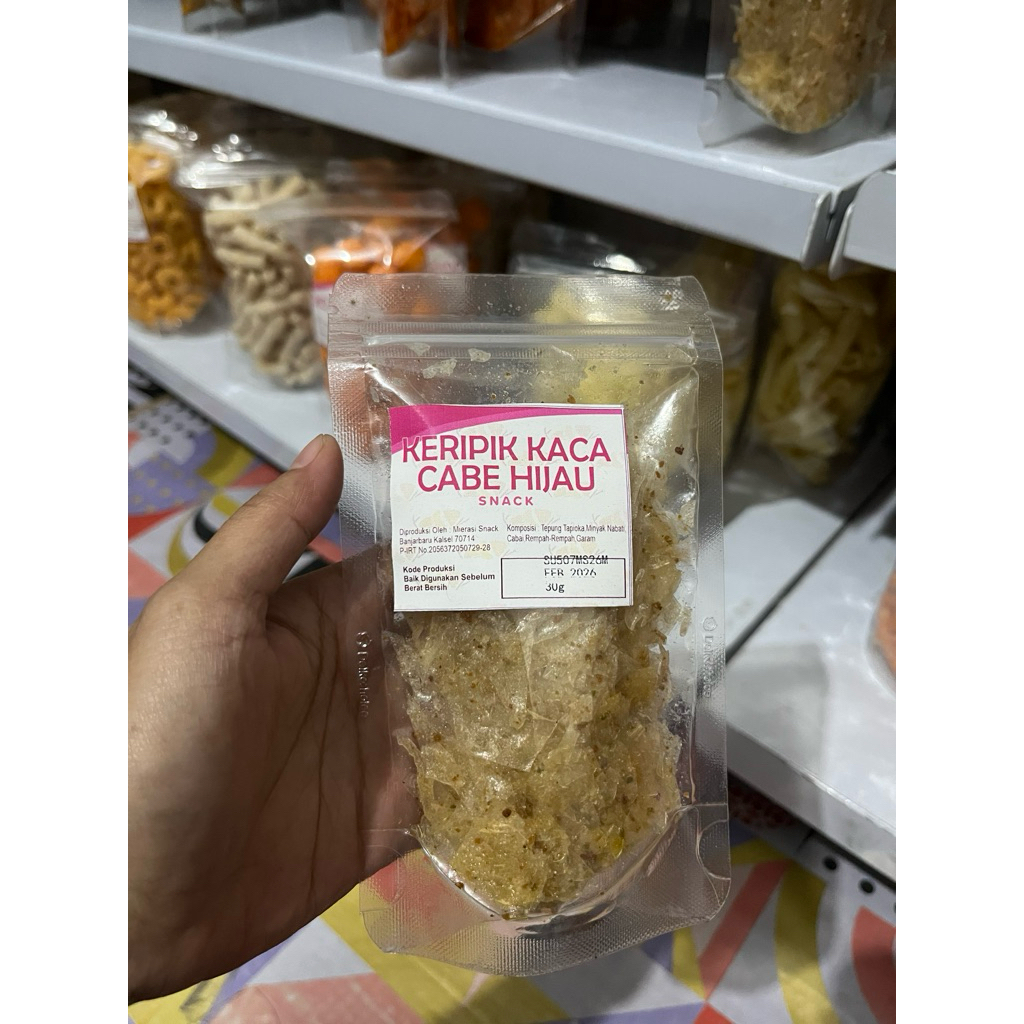 KERIPIK KACA
CABE HIJAU
SNACK
Diproduksi Oleh : Mierasi Snack
Banjarbaru Kalsel 70714
P-IRT No.2056372050729-28
Komposisi : Tepung Tapioka,Minyak Nabati,
Cabai,Rempah-Rempah,Garam
Kode Produksi
Baik Digunakan Sebelum
Berat Bersih
SU507MS26M
FEB 2026
30g